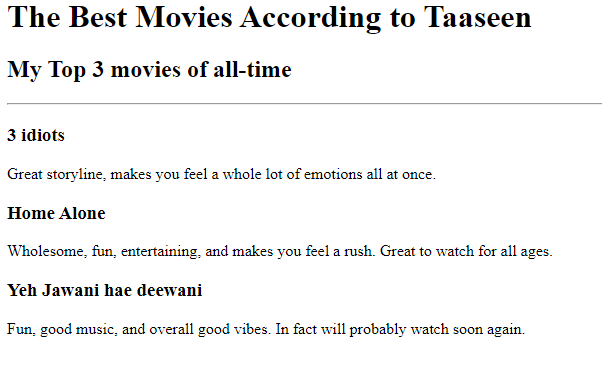 The Best Movies According to Taaseen
My Top 3 movies of all-time
3 idiots
Great storyline, makes you feel a whole lot of emotions all at once.
Home Alone
Wholesome, fun, entertaining, and makes you feel a rush. Great to watch for all ages.
Yeh Jawani hae deewani
Fun, good music, and overall good vibes. In fact will probably watch soon again.